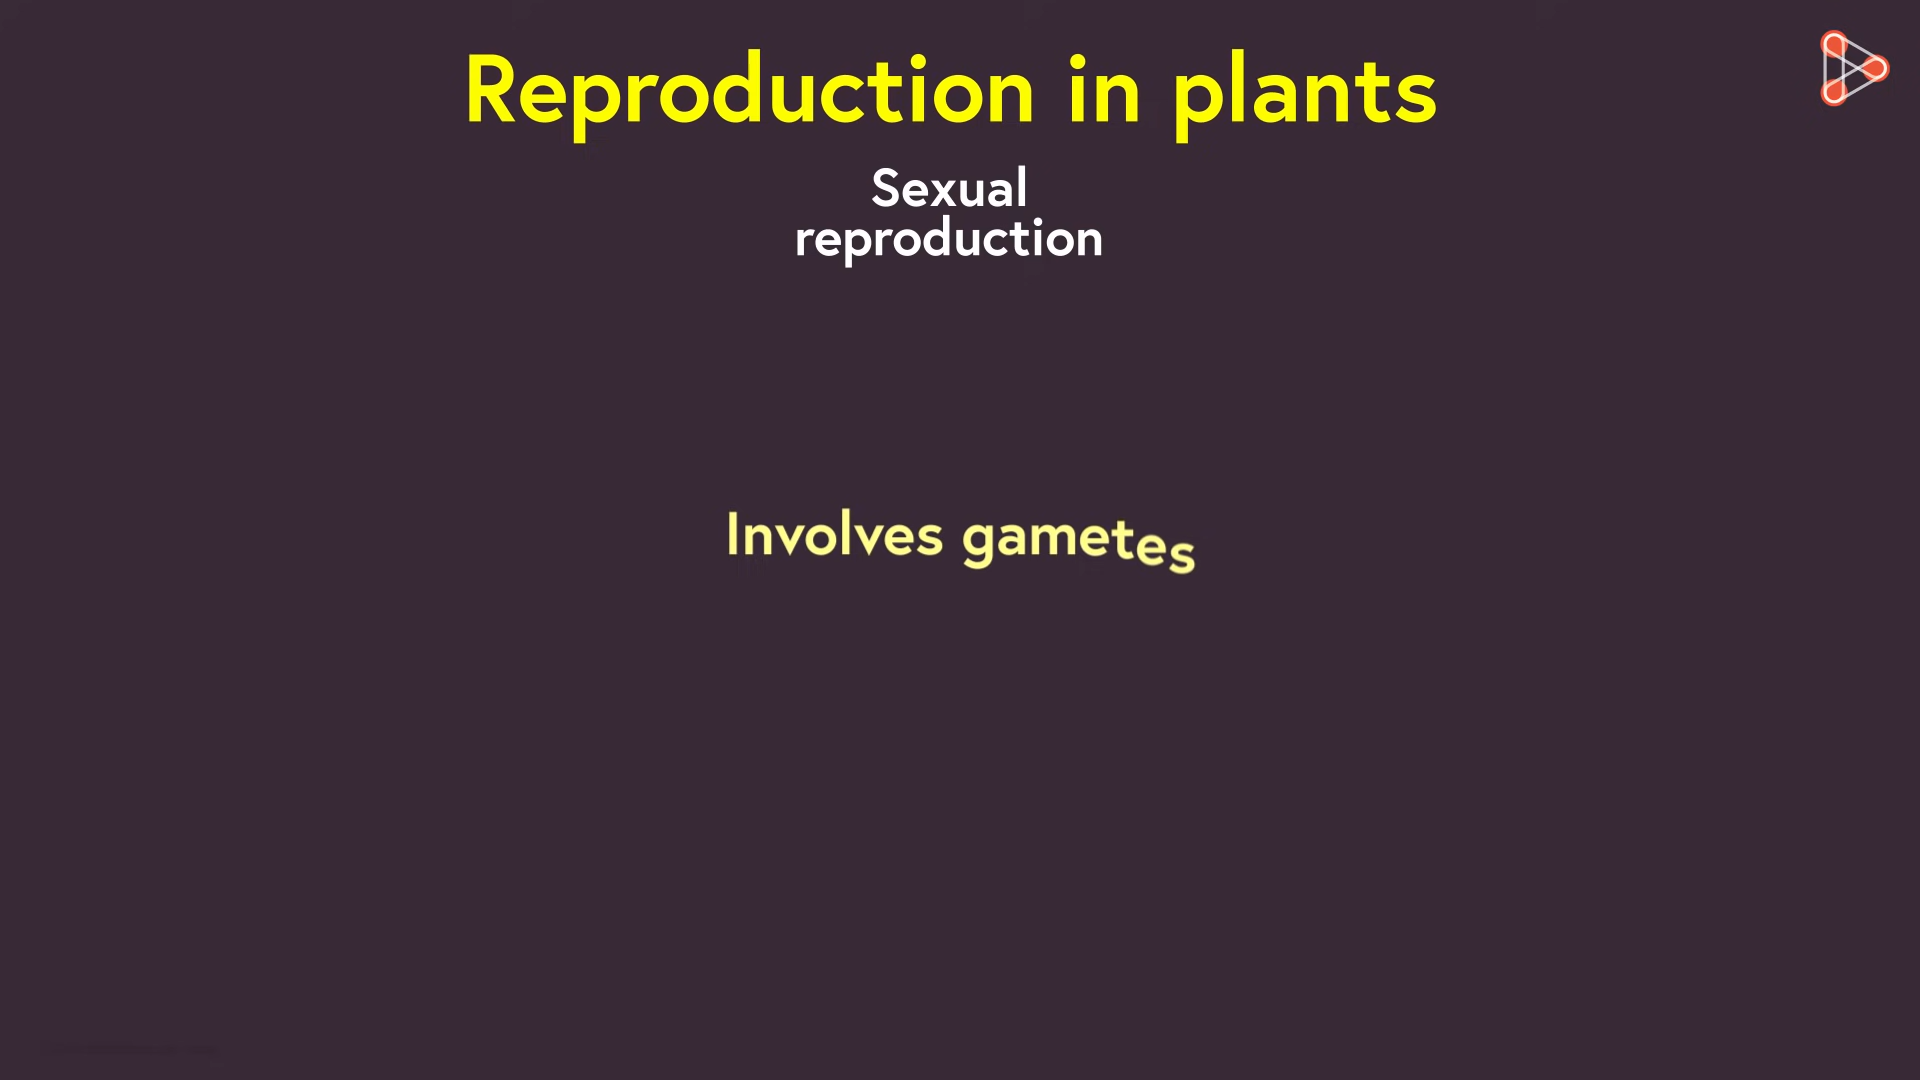 Reproduction in plants
Sexual
reproduction
Involves gametes